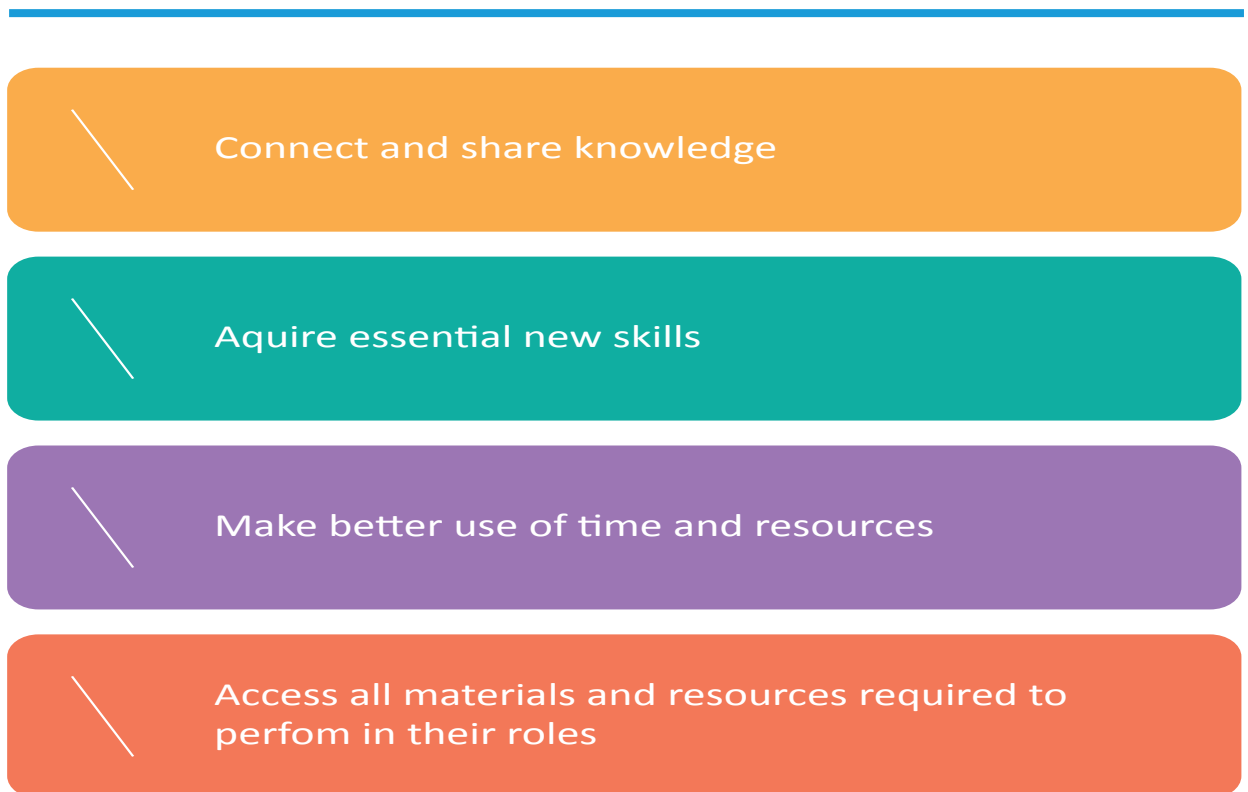 Connect and share knowledge
Aquire essential new skills
Make better use of time and resources
Access all materials and resources required to
perfom in their roles